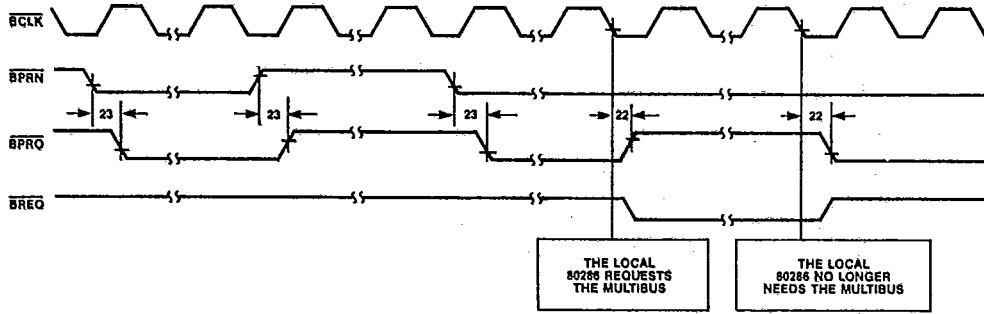 BCLK
BPRN
23
23
23
22
22
BPRO
BREQ
THE LOCAL
80286 REQUESTS
THE MULTIBUS
THE LOCAL
80286 NO LONGER
NEEDS THE MULTIBUS